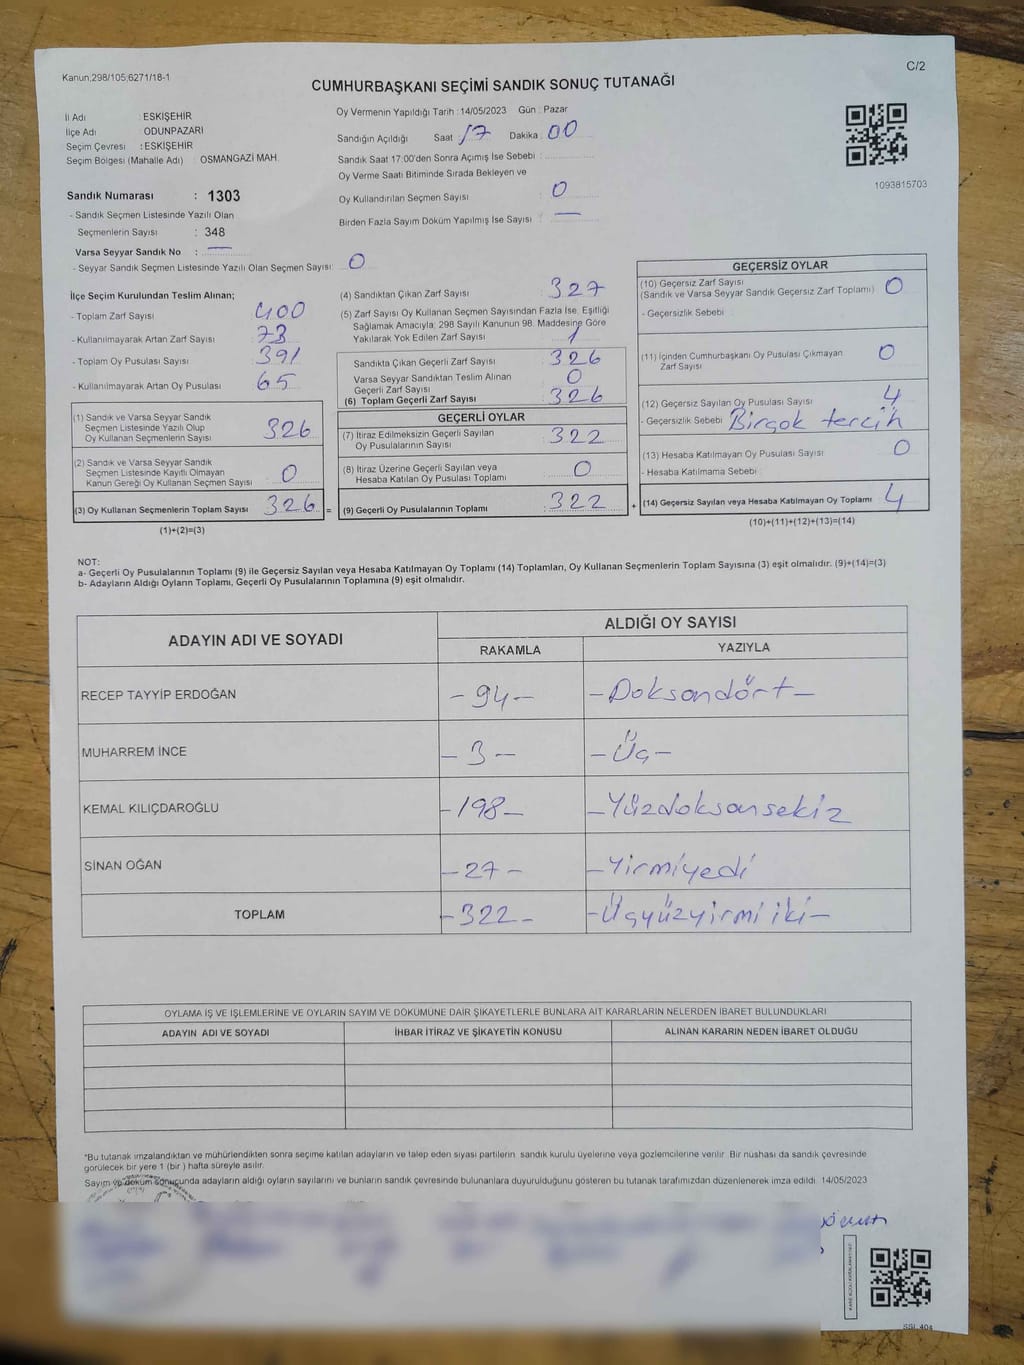 Kanun;298/105;6271/18-1
C/2
CUMHURBAŞKANI SEÇİMİ SANDIK SONUÇ TUTANAĞI
İl Adı ESKİŞEHİR
İlçe Adı ODUNPAZARI
Seçim Çevresi : ESKİŞEHİR
Seçim Bölgesi (Mahalle Adı) OSMANGAZİ MAH.
Sandık Numarası : 1303
- Sandık Seçmen Listesinde Yazılı Olan
Seçmenlerin Sayısı : 348
Varsa Seyyar Sandık No : —
- Seyyar Sandık Seçmen Listesinde Yazılı Olan Seçmen Sayısı: 0
Oy Vermenin Yapıldığı Tarih : 14/05/2023 Gün : Pazar
Sandığın Açıldığı Saat : 17 Dakika : 00
Sandık Saat 17:00'den Sonra Açımış İse Sebebi :
Oy Verme Saati Bitiminde Sırada Bekleyen ve
Oy Kullandırılan Seçmen Sayısı 0
Birden Fazla Sayım Döküm Yapılmış İse Sayısı : —
1093815703
İlçe Seçim Kurulundan Teslim Alınan;
- Toplam Zarf Sayısı 400
- Kullanılmayarak Artan Zarf Sayısı 73
- Toplam Oy Pusulası Sayısı 391
- Kullanılmayarak Artan Oy Pusulası 65
(1) Sandık ve Varsa Seyyar Sandık
Seçmen Listesinde Yazılı Olup
Oy Kullanan Seçmenlerin Sayısı 326
(2) Sandık ve Varsa Seyyar Sandık
Seçmen Listesinde Kayıtlı Olmayan
Kanun Gereği Oy Kullanan Seçmen Sayısı 0
(3) Oy Kullanan Seçmenlerin Toplam Sayısı 326 =
(1)+(2)=(3)
(4) Sandıktan Çıkan Zarf Sayısı 327
(5) Zarf Sayısı Oy Kullanan Seçmen Sayısından Fazla İse, Eşitliği
Sağlamak Amacıyla; 298 Sayılı Kanunun 98. Maddesine Göre
Yakılarak Yok Edilen Zarf Sayısı 1
Sandıkta Çıkan Geçerli Zarf Sayısı 326
Varsa Seyyar Sandıktan Teslim Alınan
Geçerli Zarf Sayısı 0
(6) Toplam Geçerli Zarf Sayısı 326
GEÇERLİ OYLAR
(7) İtiraz Edilmeksizin Geçerli Sayılan
Oy Pusulalarının Sayısı 322
(8) İtiraz Üzerine Geçerli Sayılan veya
Hesaba Katılan Oy Pusulası Toplamı 0
(9) Geçerli Oy Pusulalarının Toplamı 322 +
GEÇERSİZ OYLAR
(10) Geçersiz Zarf Sayısı
(Sandık ve Varsa Seyyar Sandık Geçersiz Zarf Toplamı) 0
- Geçersizlik Sebebi
(11) İçinden Cumhurbaşkanı Oy Pusulası Çıkmayan
Zarf Sayısı 0
(12) Geçersiz Sayılan Oy Pusulası Sayısı 4
- Geçersizlik Sebebi Birçok tercih
(13) Hesaba Katılmayan Oy Pusulası Sayısı 0
- Hesaba Katılmama Sebebi
(14) Geçersiz Sayılan veya Hesaba Katılmayan Oy Toplamı 4
(10)+(11)+(12)+(13)=(14)
NOT:
a- Geçerli Oy Pusulalarının Toplamı (9) ile Geçersiz Sayılan veya Hesaba Katılmayan Oy Toplamı (14) Toplamları, Oy Kullanan Seçmenlerin Toplam Sayısına (3) eşit olmalıdır. (9)+(14)=(3)
b- Adayların Aldığı Oyların Toplamı, Geçerli Oy Pusulalarının Toplamına (9) eşit olmalıdır.
ADAYIN ADI VE SOYADI
ALDIĞI OY SAYISI
RAKAMLA YAZIYLA
RECEP TAYYİP ERDOĞAN -94- -Doksandört-
MUHARREM İNCE -3- -Üç-
KEMAL KILIÇDAROĞLU -198- -Yüzdoksansekiz
SİNAN OĞAN -27- -Yirmiyedi
TOPLAM -322- -Üçyüzyirmi iki-
OYLAMA İŞ VE İŞLEMLERİNE VE OYLARIN SAYIM VE DÖKÜMÜNE DAİR ŞİKAYETLERLE BUNLARA AİT KARARLARIN NELERDEN İBARET BULUNDUKLARI
ADAYIN ADI VE SOYADI İHBAR İTİRAZ VE ŞİKAYETİN KONUSU ALINAN KARARIN NEDEN İBARET OLDUĞU
*Bu tutanak imzalandıktan ve mühürlendikten sonra seçime katılan adayların ve talep eden siyasi partilerin sandık kurulu üyelerine veya gözlemcilerine verilir. Bir nüshası da sandık çevresinde
görülecek bir yere 1 (bir) hafta süreyle asılır.
Sayım ve döküm sonucunda adayların aldığı oyların sayılarını ve bunların sandık çevresinde bulunanlara duyurulduğunu gösteren bu tutanak tarafımızdan düzenlenerek imza edildi. 14/05/2023
SSL 404